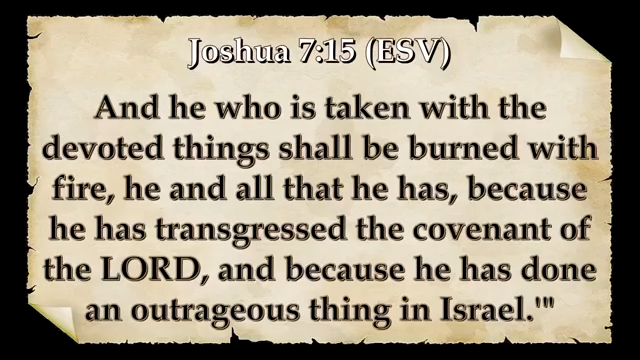 Joshua 7:15 (ESV)
And he who is taken with the
devoted things shall be burned with
fire, he and all that he has, because
he has transgressed the covenant of
the LORD, and because he has done
an outrageous thing in Israel.'"